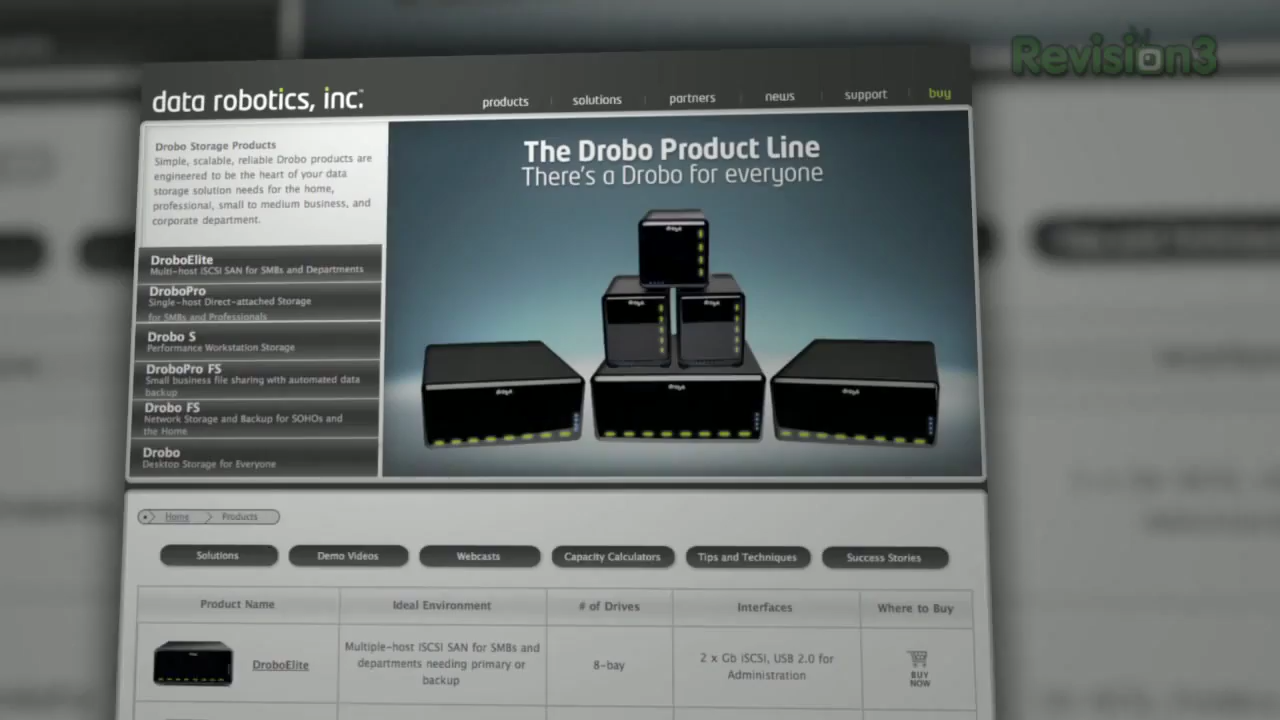 Revision3
data robotics, inc.™
products
solutions
partners
news
support
buy
Drobo Storage Products
Simple, scalable, reliable Drobo products are
engineered to be the heart of your data
storage solution needs for the home,
professional, small to medium business, and
corporate department.
The Drobo Product Line
There's a Drobo for everyone
DroboElite
Multi-host iSCSI SAN for SMBs and Departments
DroboPro
Single-host Direct-attached Storage
for SMBs and Professionals
Drobo S
Performance Workstation Storage
DroboPro FS
Small business file sharing with automated data
backup
Drobo FS
Network Storage and Backup for SOHOs and
the Home
Drobo
Desktop Storage for Everyone
Home
Products
Solutions
Demo Videos
Webcasts
Capacity Calculators
Tips and Techniques
Success Stories
Product Name
Ideal Environment
# of Drives
Interfaces
Where to Buy
DroboElite
Multiple-host iSCSI SAN for SMBs and
departments needing primary or
backup
8-bay
2 x Gb iSCSI, USB 2.0 for
Administration
BUY
NOW